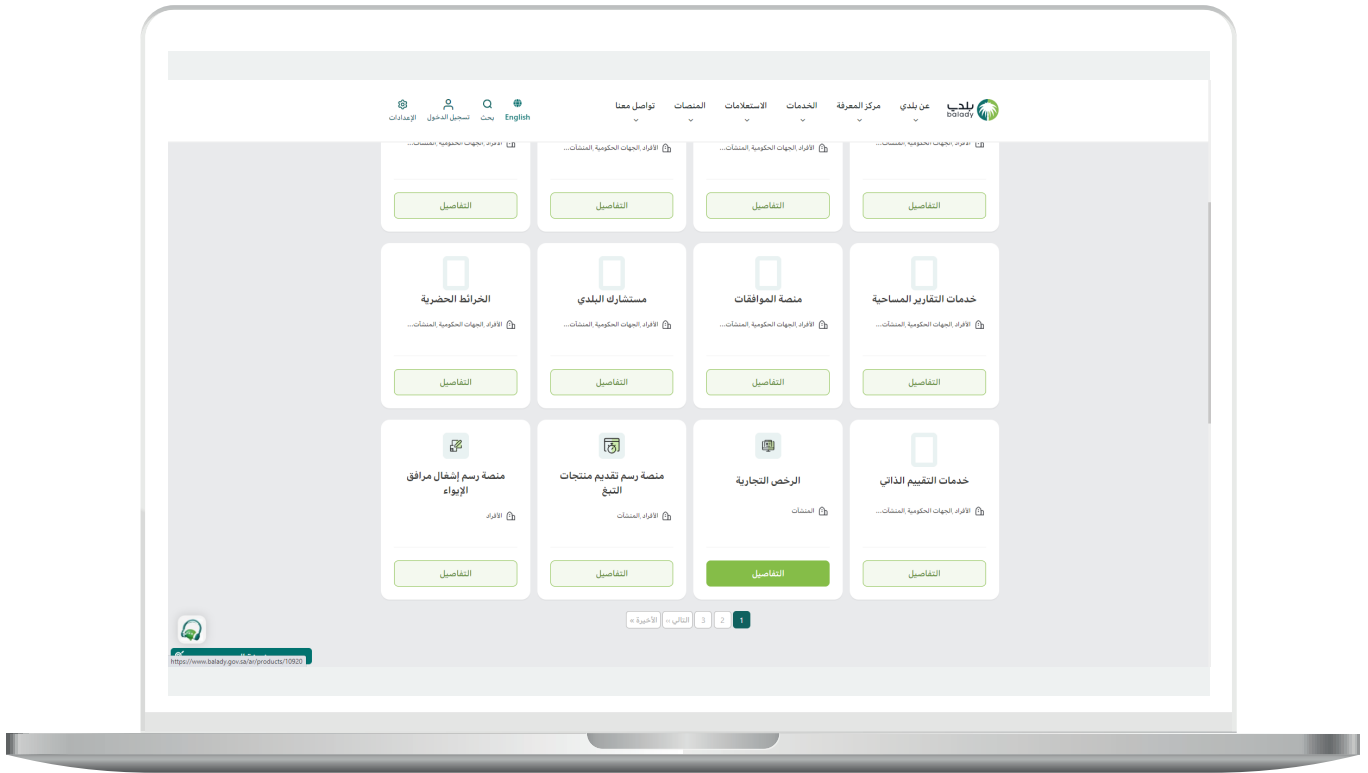 بلدي
balady
عن بلدي
مركز المعرفة
الخدمات
الاستعلامات
المنصات
تواصل معنا
English
بحث
تسجيل الدخول
الإعدادات
الأفراد ,الجهات الحكومية ,المنشآت...
الأفراد ,الجهات الحكومية ,المنشآت...
الأفراد ,الجهات الحكومية ,المنشآت...
الأفراد ,الجهات الحكومية ,المنشآت...
التفاصيل
التفاصيل
التفاصيل
التفاصيل
خدمات التقارير المساحية
منصة الموافقات
مستشارك البلدي
الخرائط الحضرية
الأفراد ,الجهات الحكومية ,المنشآت...
الأفراد ,الجهات الحكومية ,المنشآت...
الأفراد ,الجهات الحكومية ,المنشآت...
الأفراد ,الجهات الحكومية ,المنشآت...
التفاصيل
التفاصيل
التفاصيل
التفاصيل
خدمات التقييم الذاتي
الرخص التجارية
منصة رسم تقديم منتجات
التبغ
منصة رسم إشغال مرافق
الإيواء
الأفراد ,الجهات الحكومية ,المنشآت...
المنشآت
الأفراد ,المنشآت
الأفراد
التفاصيل
التفاصيل
التفاصيل
التفاصيل
1
2
3
التالي ››
الأخيرة »
https://www.balady.gov.sa/ar/products/10920